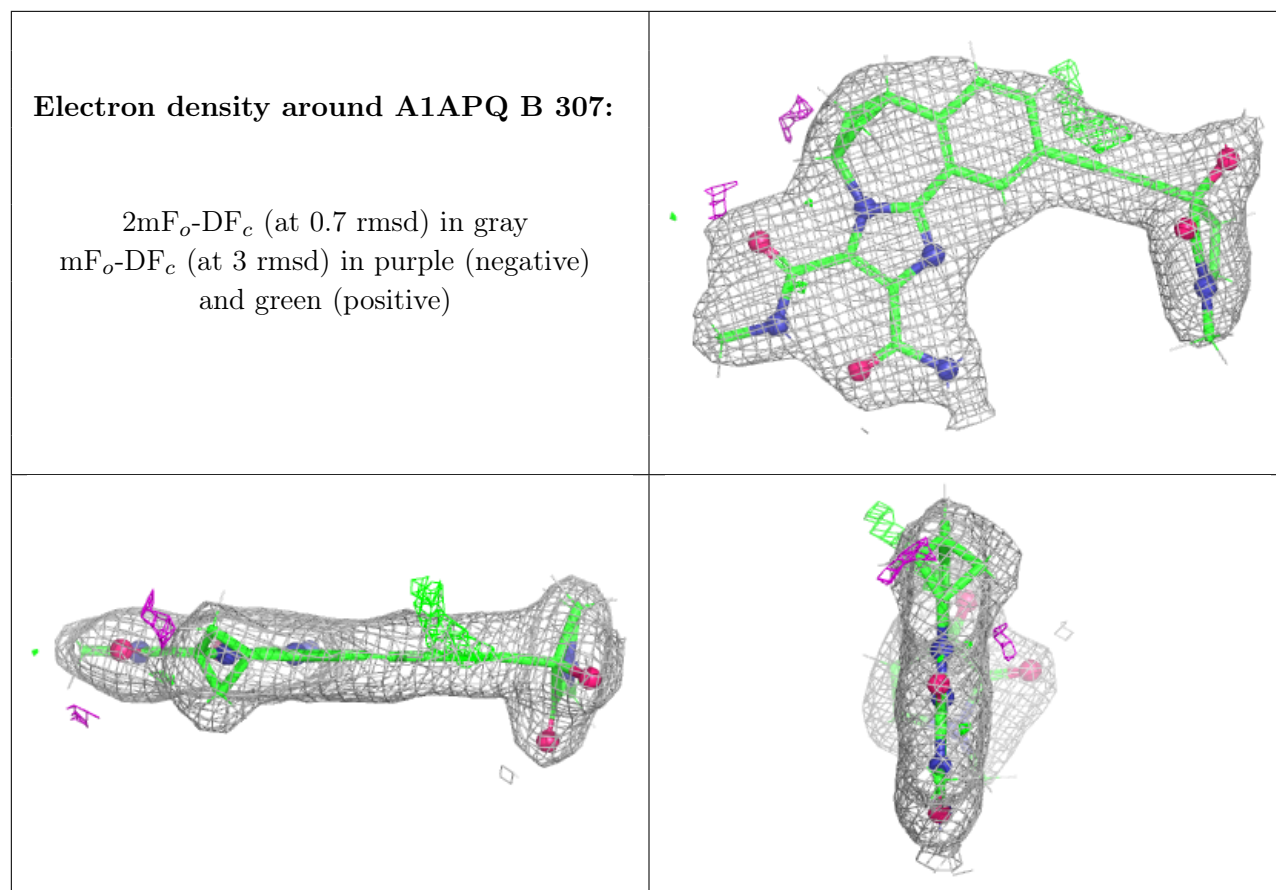 Electron density around A1APQ B 307:
2mFo-DFc (at 0.7 rmsd) in gray
mFo-DFc (at 3 rmsd) in purple (negative)
and green (positive)